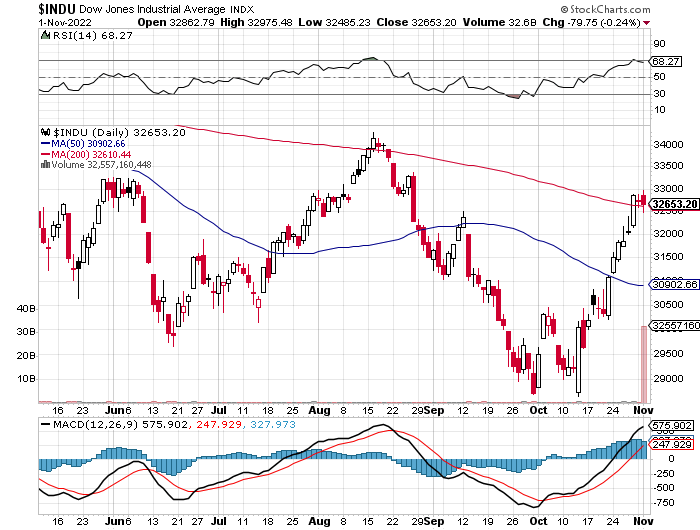 $INDU Dow Jones Industrial Average INDX © StockCharts.com
1-Nov-2022 Open 32862.79 High 32975.48 Low 32485.23 Close 32653.20 Volume 32.6B Chg -79.75 (-0.24%)
RSI(14) 68.27
90
68.27
50
30
10
$INDU (Daily) 32653.20
MA(50) 30902.66
MA(200) 32610.44
Volume 32,557,160,448
34000
33500
33000
32653.20
32500
32000
31500
30902.66
30500
40B
32557160
30B
20B
29500
29000
10B
16 23 Jun 13 21 27 Jul 11 18 25 Aug 8 15 22 29 Sep 12 19 26 Oct 10 17 24 Nov
MACD(12,26,9) 575.902, 247.929, 327.973
575.902
247.929
0
-250
-500
-750
16 23 Jun 13 21 27 Jul 11 18 25 Aug 8 15 22 29 Sep 12 19 26 Oct 10 17 24 Nov